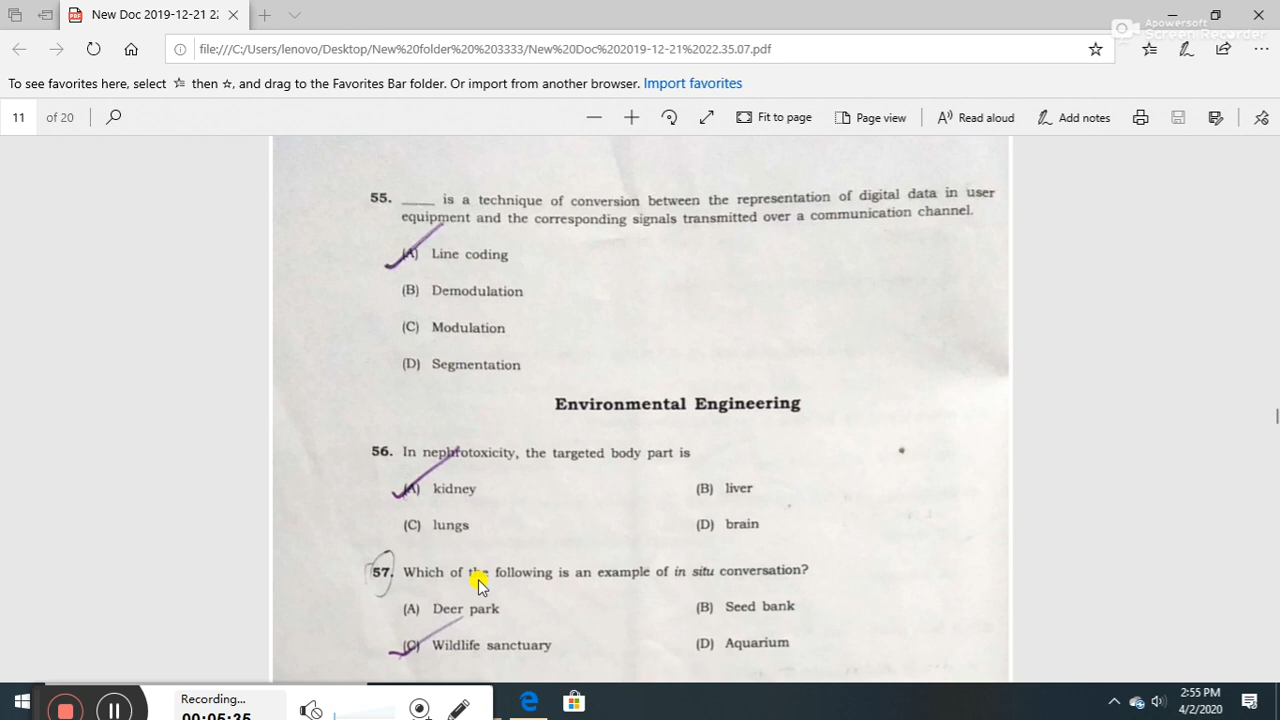 New Doc 2019-12-21 22
Apowersoft
Screen Recorder
file:///C:/Users/lenovo/Desktop/New%20folder%20%203333/New%20Doc%202019-12-21%2022.35.07.pdf
To see favorites here, select ☆ then ☆, and drag to the Favorites Bar folder. Or import from another browser. Import favorites
11 of 20 Fit to page Page view Read aloud Add notes
55. ____ is a technique of conversion between the representation of digital data in user
equipment and the corresponding signals transmitted over a communication channel.
(A) Line coding
(B) Demodulation
(C) Modulation
(D) Segmentation
Environmental Engineering
56. In nephrotoxicity, the targeted body part is
(A) kidney (B) liver
(C) lungs (D) brain
57. Which of the following is an example of in situ conversation?
(A) Deer park (B) Seed bank
(C) Wildlife sanctuary (D) Aquarium
Recording...
00:05:35
2:55 PM
4/2/2020